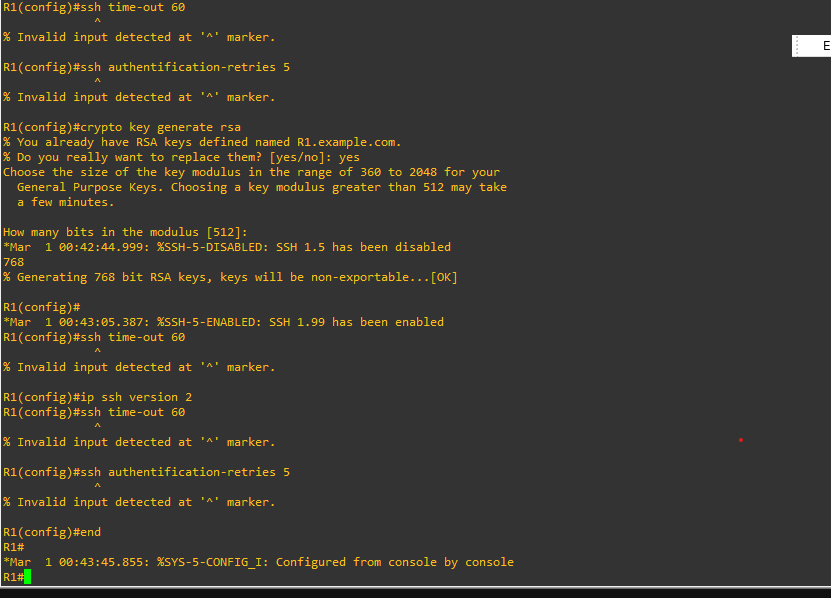 R1(config)#ssh time-out 60
^
% Invalid input detected at '^' marker.
R1(config)#ssh authentification-retries 5
^
% Invalid input detected at '^' marker.
R1(config)#crypto key generate rsa
% You already have RSA keys defined named R1.example.com.
% Do you really want to replace them? [yes/no]: yes
Choose the size of the key modulus in the range of 360 to 2048 for your
General Purpose Keys. Choosing a key modulus greater than 512 may take
a few minutes.
How many bits in the modulus [512]:
*Mar  1 00:42:44.999: %SSH-5-DISABLED: SSH 1.5 has been disabled
768
% Generating 768 bit RSA keys, keys will be non-exportable...[OK]
R1(config)#
*Mar  1 00:43:05.387: %SSH-5-ENABLED: SSH 1.99 has been enabled
R1(config)#ssh time-out 60
^
% Invalid input detected at '^' marker.
R1(config)#ip ssh version 2
R1(config)#ssh time-out 60
^
% Invalid input detected at '^' marker.
R1(config)#ssh authentification-retries 5
^
% Invalid input detected at '^' marker.
R1(config)#end
R1#
*Mar  1 00:43:45.855: %SYS-5-CONFIG_I: Configured from console by console
R1#
E